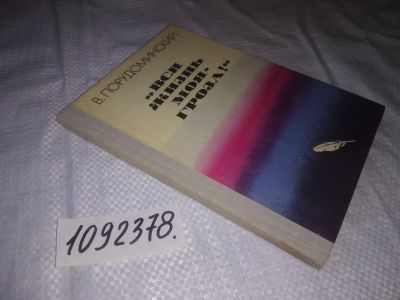 В. ПОРУДОМИНСКИЙ
„ВСЯ
ЖИЗНЬ
МОЯ-
ГРОЗА!“
1092378.